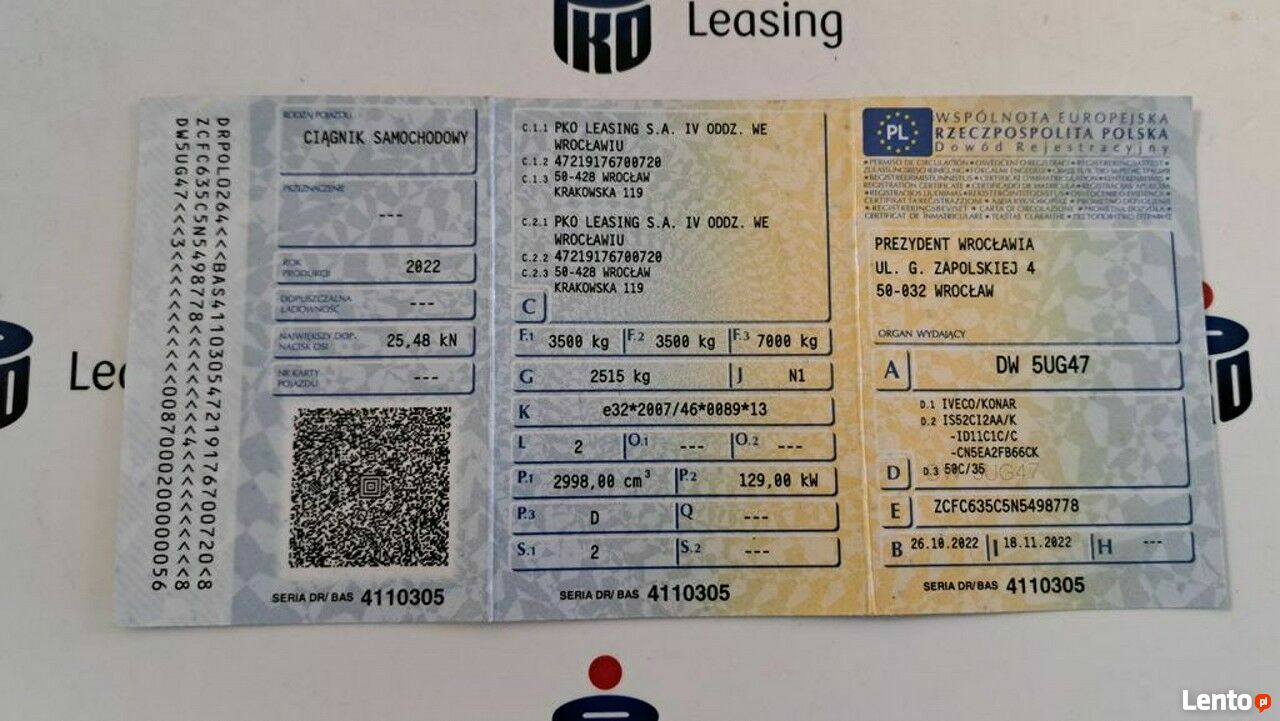 PKO Leasing
DRPOL0264<<<BAS4110305472191767007 20<8
ZCFC635C5N5498778
DW5UG47<<<3
00870002000000056
RODZAJ POJAZDU
CIĄGNIK SAMOCHODOWY
PRZEZNACZENIE
---
ROK PRODUKCJI 2022
DOPUSZCZALNA ŁADOWNOŚĆ ---
NAJWIĘKSZY DOP. NACISK OSI 25,48 kN
NR KARTY POJAZDU ---
SERIA DR/BAS 4110305
C.1.1 PKO LEASING S.A. IV ODDZ. WE
WROCŁAWIU
C.1.2 47219176700720
C.1.3 50-428 WROCŁAW
KRAKOWSKA 119
C.2.1 PKO LEASING S.A. IV ODDZ. WE
WROCŁAWIU
C.2.2 47219176700720
C.2.3 50-428 WROCŁAW
KRAKOWSKA 119
C
F.1 3500 kg F.2 3500 kg F.3 7000 kg
G 2515 kg J N1
K e32*2007/46*0089*13
L 2 O.1 --- O.2 ---
P.1 2998,00 cm³ P.2 129,00 kW
P.3 D Q ---
S.1 2 S.2 ---
SERIA DR/BAS 4110305
PL
WSPÓLNOTA EUROPEJSKA
RZECZPOSPOLITA POLSKA
Dowód Rejestracyjny
PREZYDENT WROCŁAWIA
UL. G. ZAPOLSKIEJ 4
50-032 WROCŁAW
ORGAN WYDAJĄCY
A DW 5UG47
D.1 IVECO/KONAR
D.2 IS52CI2AA/K
-ID11C1C/C
-CN5EA2FB66CK
D D.3 50C/35
E ZCFC635C5N5498778
B 26.10.2022 I 18.11.2022 H ---
SERIA DR/BAS 4110305
Lento.pl